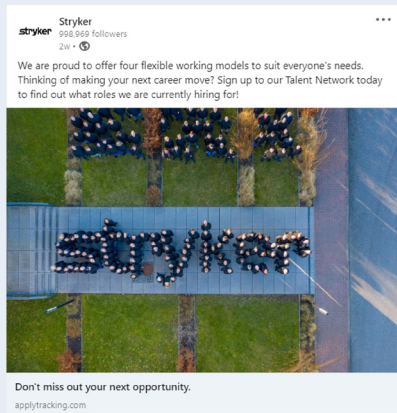 stryker
Stryker
998,969 followers
2w •
We are proud to offer four flexible working models to suit everyone's needs.
Thinking of making your next career move? Sign up to our Talent Network today
to find out what roles we are currently hiring for!
stryker
Don't miss out your next opportunity.
applytracking.com